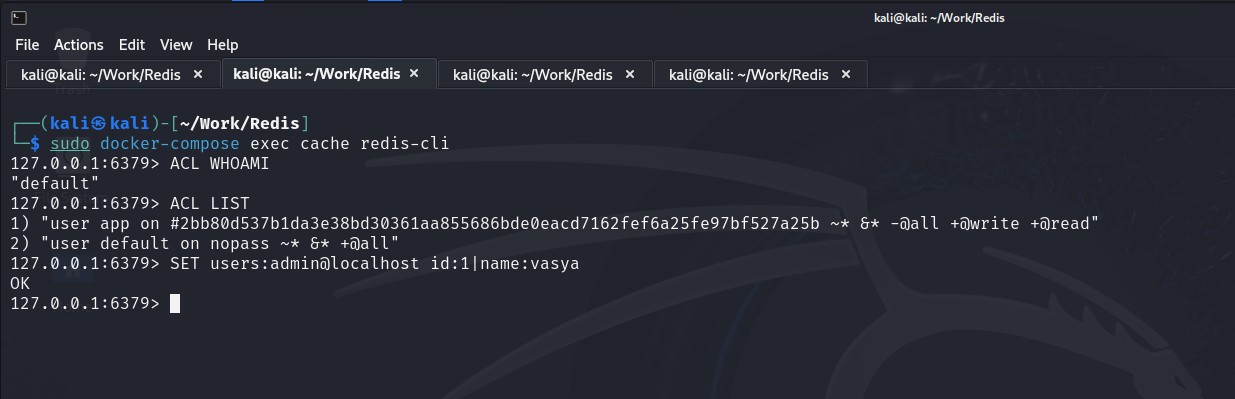 kali@kali: ~/Work/Redis
File Actions Edit View Help
kali@kali: ~/Work/Redis × kali@kali: ~/Work/Redis × kali@kali: ~/Work/Redis × kali@kali: ~/Work/Redis ×
Trash
┌──(kali㉿kali)-[~/Work/Redis]
└─$ sudo docker-compose exec cache redis-cli
127.0.0.1:6379> ACL WHOAMI
"default"
127.0.0.1:6379> ACL LIST
1) "user app on #2bb80d537b1da3e38bd30361aa855686bde0eacd7162fef6a25fe97bf527a25b ~* &* -@all +@write +@read"
2) "user default on nopass ~* &* +@all"
127.0.0.1:6379> SET users:admin@localhost id:1|name:vasya
OK
127.0.0.1:6379>